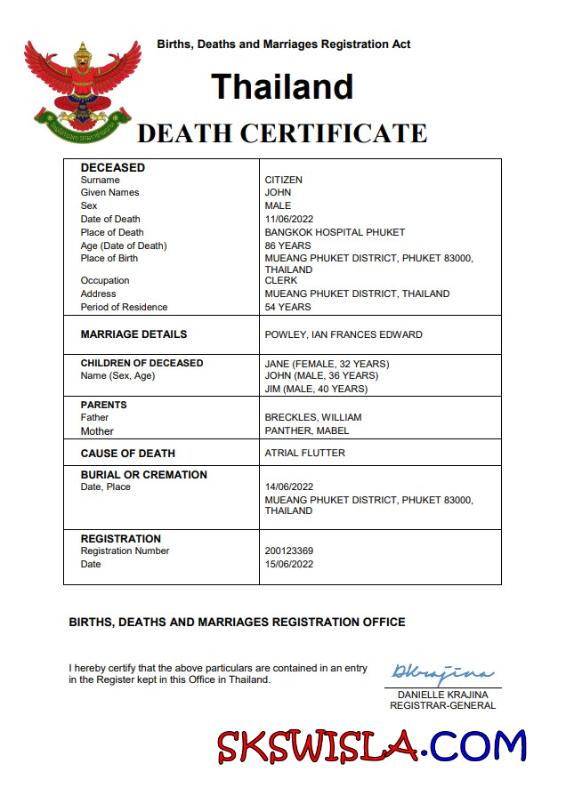 Births, Deaths and Marriages Registration Act
Thailand
DEATH CERTIFICATE
DECEASED
Surname CITIZEN
Given Names JOHN
Sex MALE
Date of Death 11/06/2022
Place of Death BANGKOK HOSPITAL PHUKET
Age (Date of Death) 86 YEARS
Place of Birth MUEANG PHUKET DISTRICT, PHUKET 83000,
THAILAND
Occupation CLERK
Address MUEANG PHUKET DISTRICT, THAILAND
Period of Residence 54 YEARS
MARRIAGE DETAILS POWLEY, IAN FRANCES EDWARD
CHILDREN OF DECEASED JANE (FEMALE, 32 YEARS)
Name (Sex, Age) JOHN (MALE, 36 YEARS)
JIM (MALE, 40 YEARS)
PARENTS
Father BRECKLES, WILLIAM
Mother PANTHER, MABEL
CAUSE OF DEATH ATRIAL FLUTTER
BURIAL OR CREMATION
Date, Place 14/06/2022
MUEANG PHUKET DISTRICT, PHUKET 83000,
THAILAND
REGISTRATION
Registration Number 200123369
Date 15/06/2022
BIRTHS, DEATHS AND MARRIAGES REGISTRATION OFFICE
I hereby certify that the above particulars are contained in an entry
in the Register kept in this Office in Thailand.
DKrajina
DANIELLE KRAJINA
REGISTRAR-GENERAL
SKSWISLA.COM